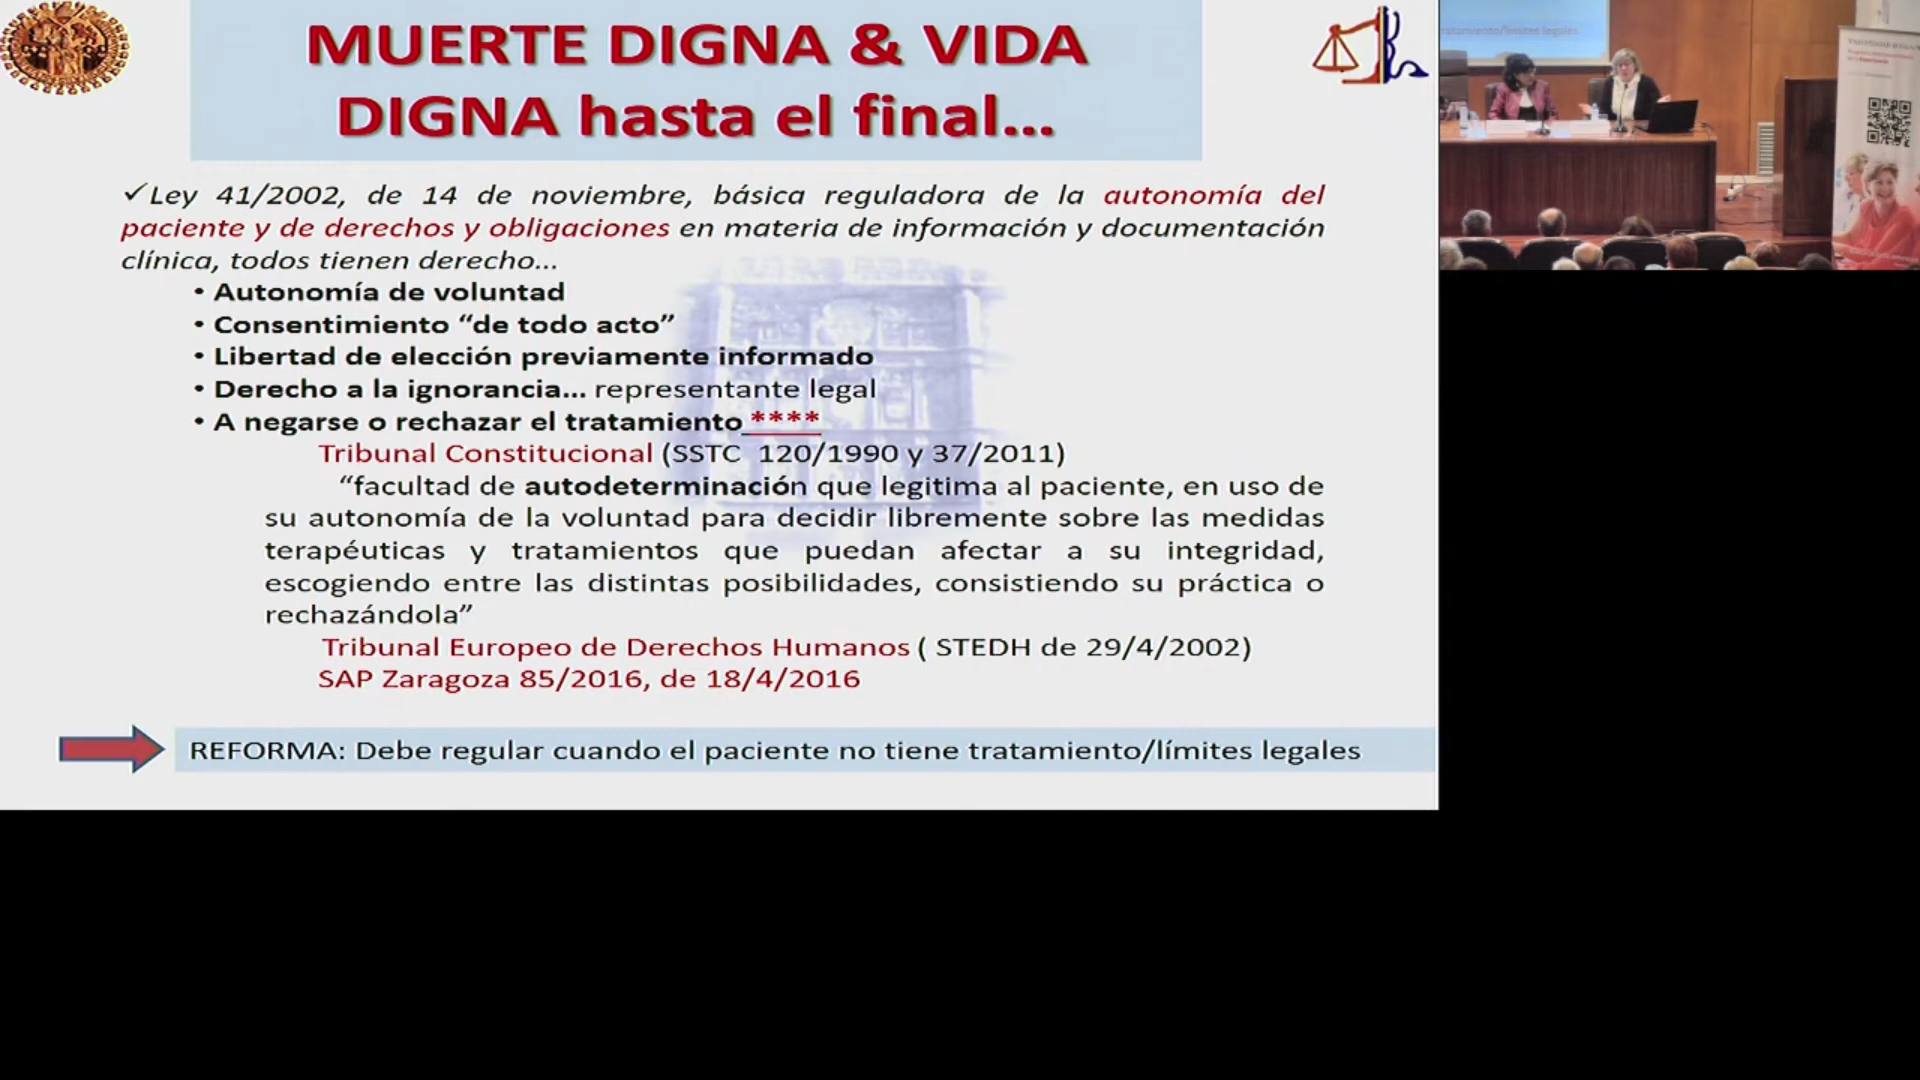 MUERTE DIGNA & VIDA
DIGNA hasta el final...
✓Ley 41/2002, de 14 de noviembre, básica reguladora de la autonomía del
paciente y de derechos y obligaciones en materia de información y documentación
clínica, todos tienen derecho...
• Autonomía de voluntad
• Consentimiento “de todo acto”
• Libertad de elección previamente informado
• Derecho a la ignorancia... representante legal
• A negarse o rechazar el tratamiento ****
Tribunal Constitucional (SSTC 120/1990 y 37/2011)
“facultad de autodeterminación que legitima al paciente, en uso de
su autonomía de la voluntad para decidir libremente sobre las medidas
terapéuticas y tratamientos que puedan afectar a su integridad,
escogiendo entre las distintas posibilidades, consistiendo su práctica o
rechazándola”
Tribunal Europeo de Derechos Humanos ( STEDH de 29/4/2002)
SAP Zaragoza 85/2016, de 18/4/2016
REFORMA: Debe regular cuando el paciente no tiene tratamiento/límites legales
tratamiento/límites legales